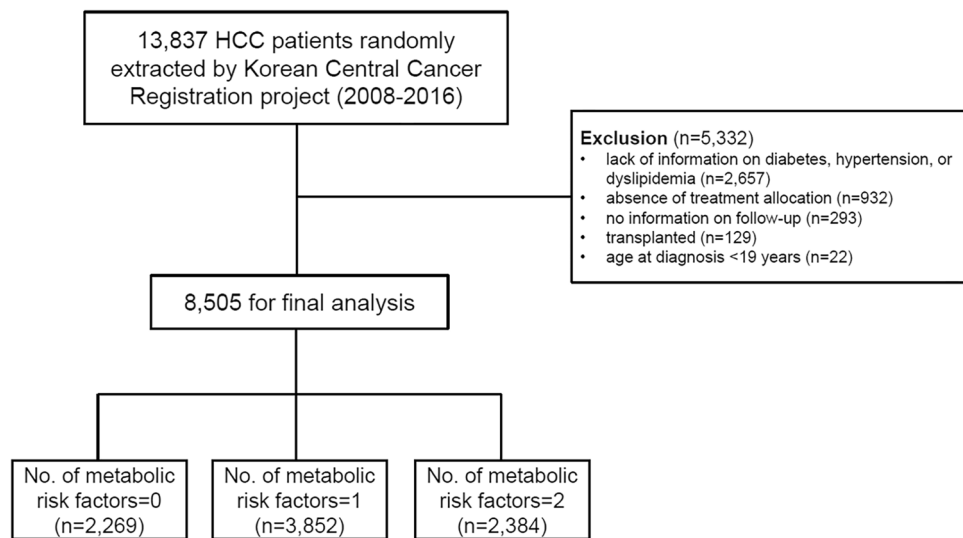 13,837 HCC patients randomly
extracted by Korean Central Cancer
Registration project (2008-2016)
Exclusion (n=5,332)
• lack of information on diabetes, hypertension, or
dyslipidemia (n=2,657)
• absence of treatment allocation (n=932)
• no information on follow-up (n=293)
• transplanted (n=129)
• age at diagnosis <19 years (n=22)
8,505 for final analysis
No. of metabolic
risk factors=0
(n=2,269)
No. of metabolic
risk factors=1
(n=3,852)
No. of metabolic
risk factors=2
(n=2,384)